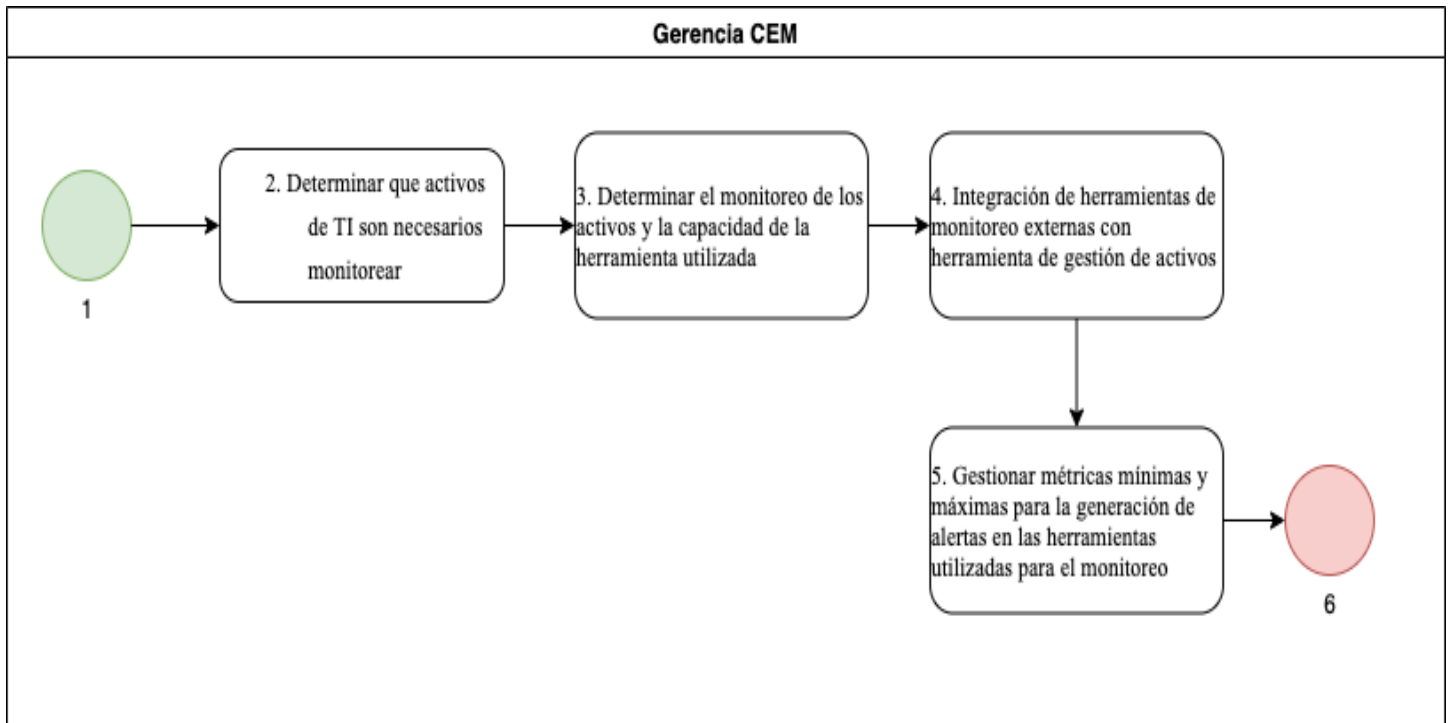 Gerencia CEM
1
2. Determinar que activos
de TI son necesarios
monitorear
3. Determinar el monitoreo de los
activos y la capacidad de la
herramienta utilizada
4. Integración de herramientas de
monitoreo externas con
herramienta de gestión de activos
5. Gestionar métricas mínimas y
máximas para la generación de
alertas en las herramientas
utilizadas para el monitoreo
6